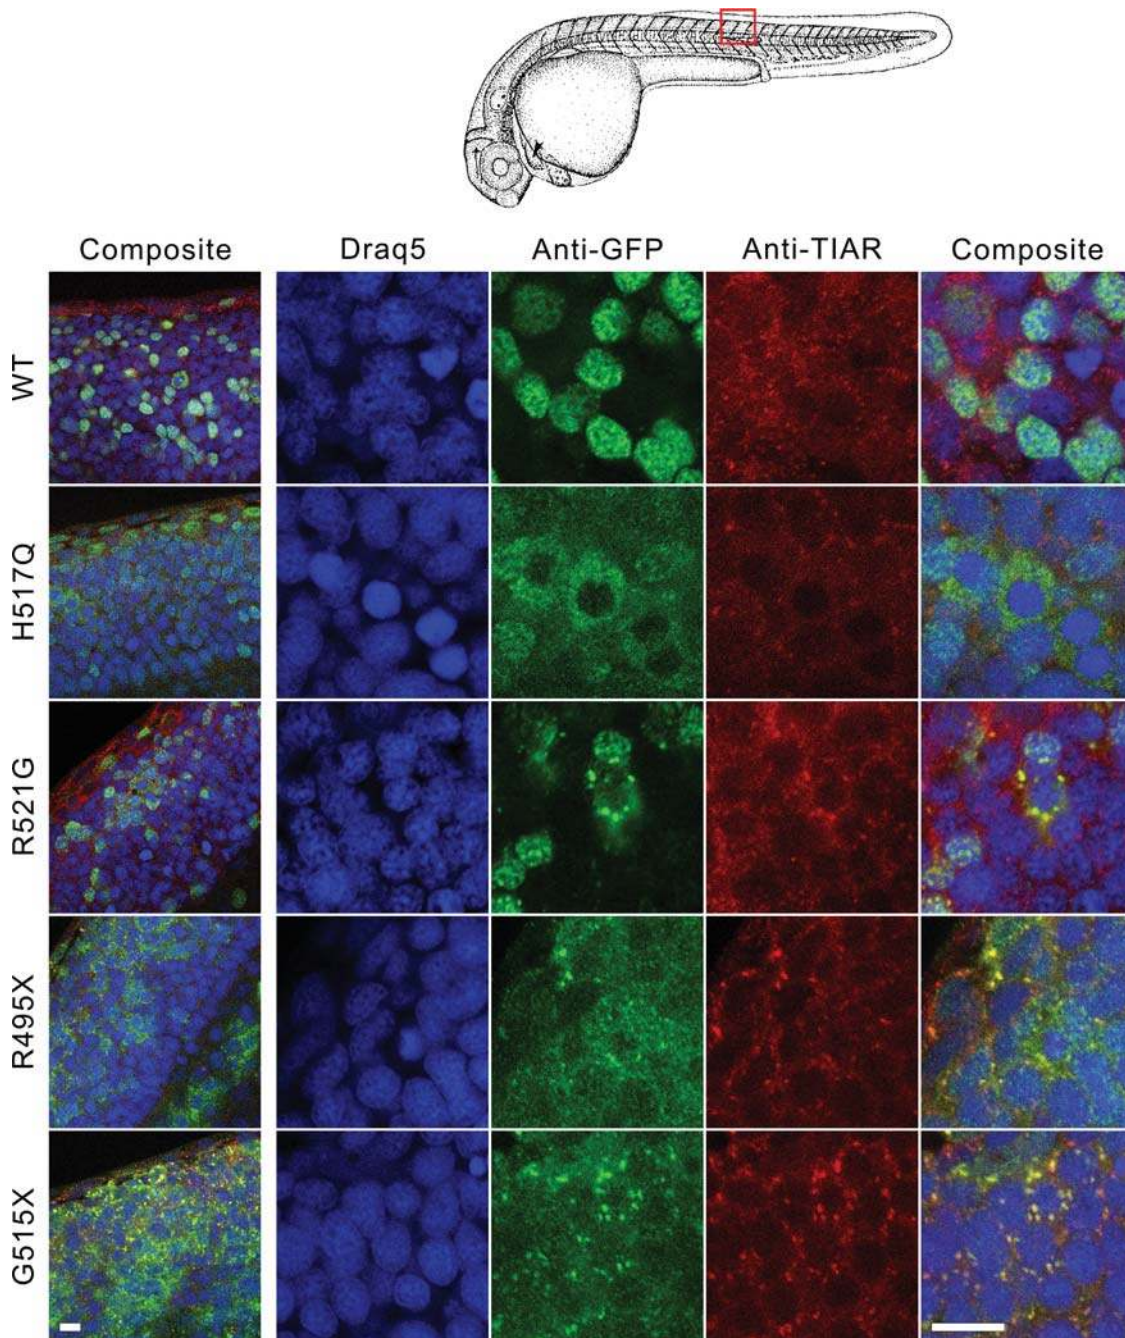 Composite Draq5 Anti-GFP Anti-TIAR Composite
WT
H517Q
R521G
R495X
G515X